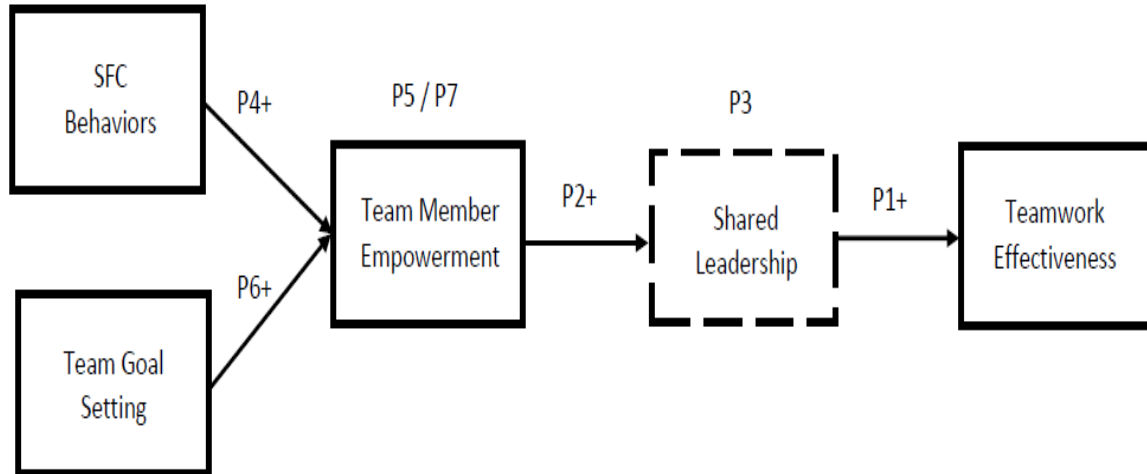 SFC
Behaviors
P4+
P5 / P7
P3
Team Member
Empowerment
P2+
Shared
Leadership
P1+
Teamwork
Effectiveness
P6+
Team Goal
Setting